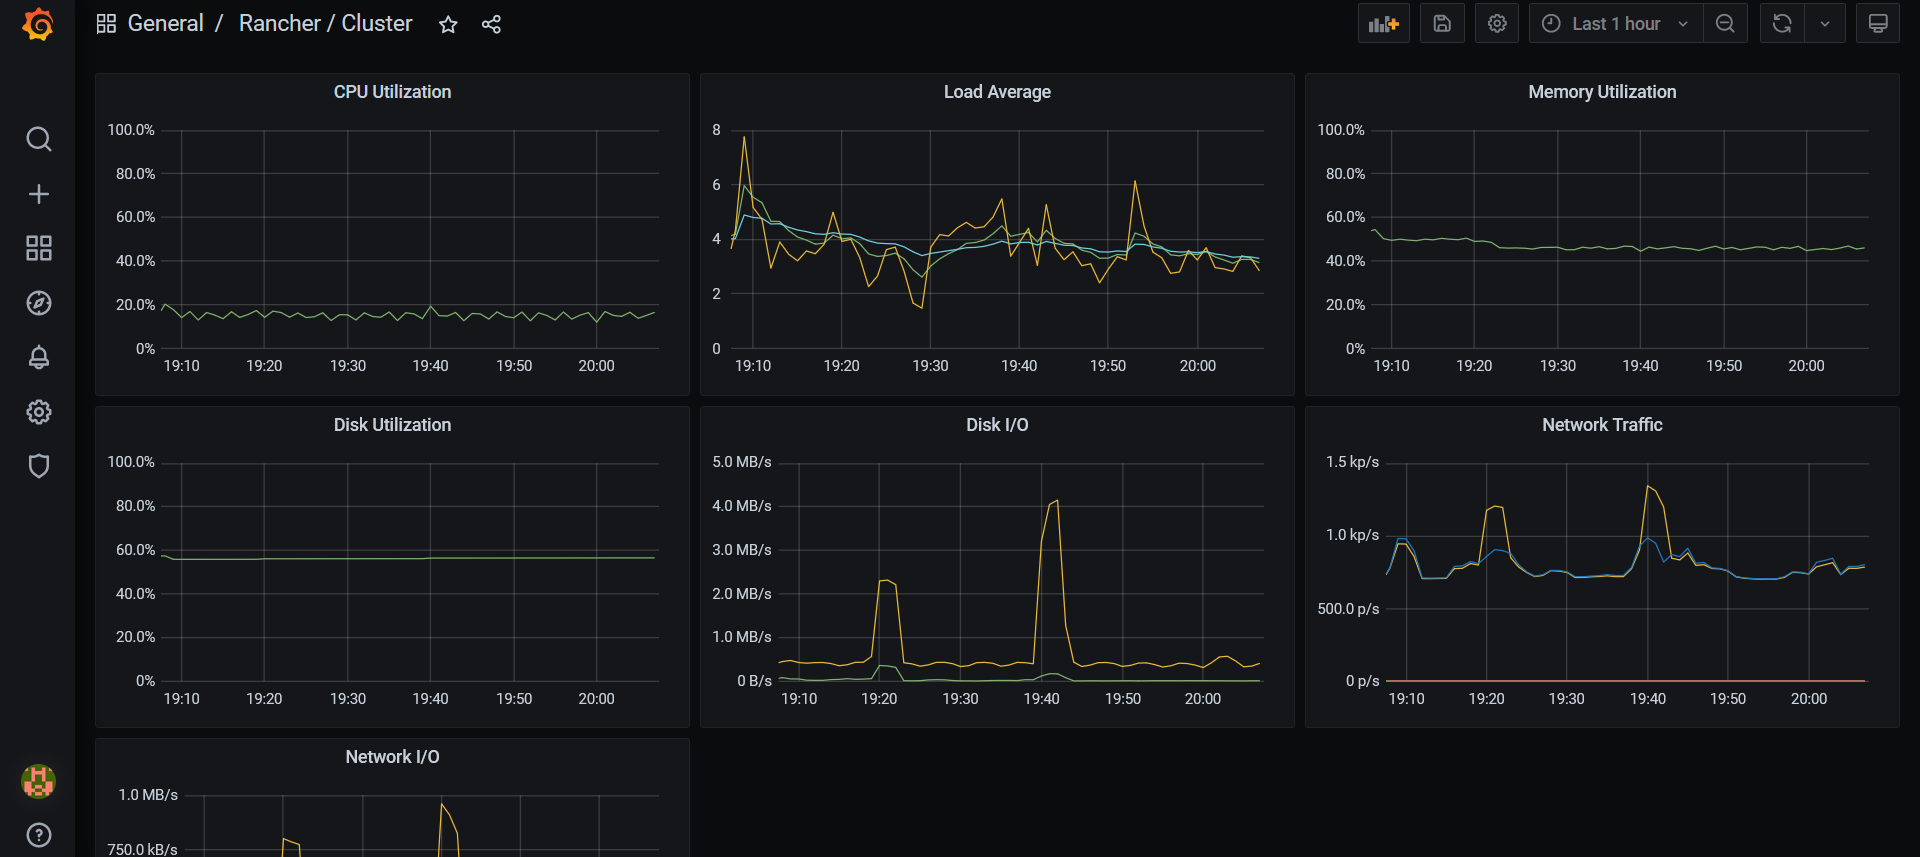 General / Rancher / Cluster
Last 1 hour
CPU Utilization
100.0%
80.0%
60.0%
40.0%
20.0%
0%
19:10 19:20 19:30 19:40 19:50 20:00
Load Average
8
6
4
2
0
19:10 19:20 19:30 19:40 19:50 20:00
Memory Utilization
100.0%
80.0%
60.0%
40.0%
20.0%
0%
19:10 19:20 19:30 19:40 19:50 20:00
Disk Utilization
100.0%
80.0%
60.0%
40.0%
20.0%
0%
19:10 19:20 19:30 19:40 19:50 20:00
Disk I/O
5.0 MB/s
4.0 MB/s
3.0 MB/s
2.0 MB/s
1.0 MB/s
0 B/s
19:10 19:20 19:30 19:40 19:50 20:00
Network Traffic
1.5 kp/s
1.0 kp/s
500.0 p/s
0 p/s
19:10 19:20 19:30 19:40 19:50 20:00
Network I/O
1.0 MB/s
750.0 kB/s